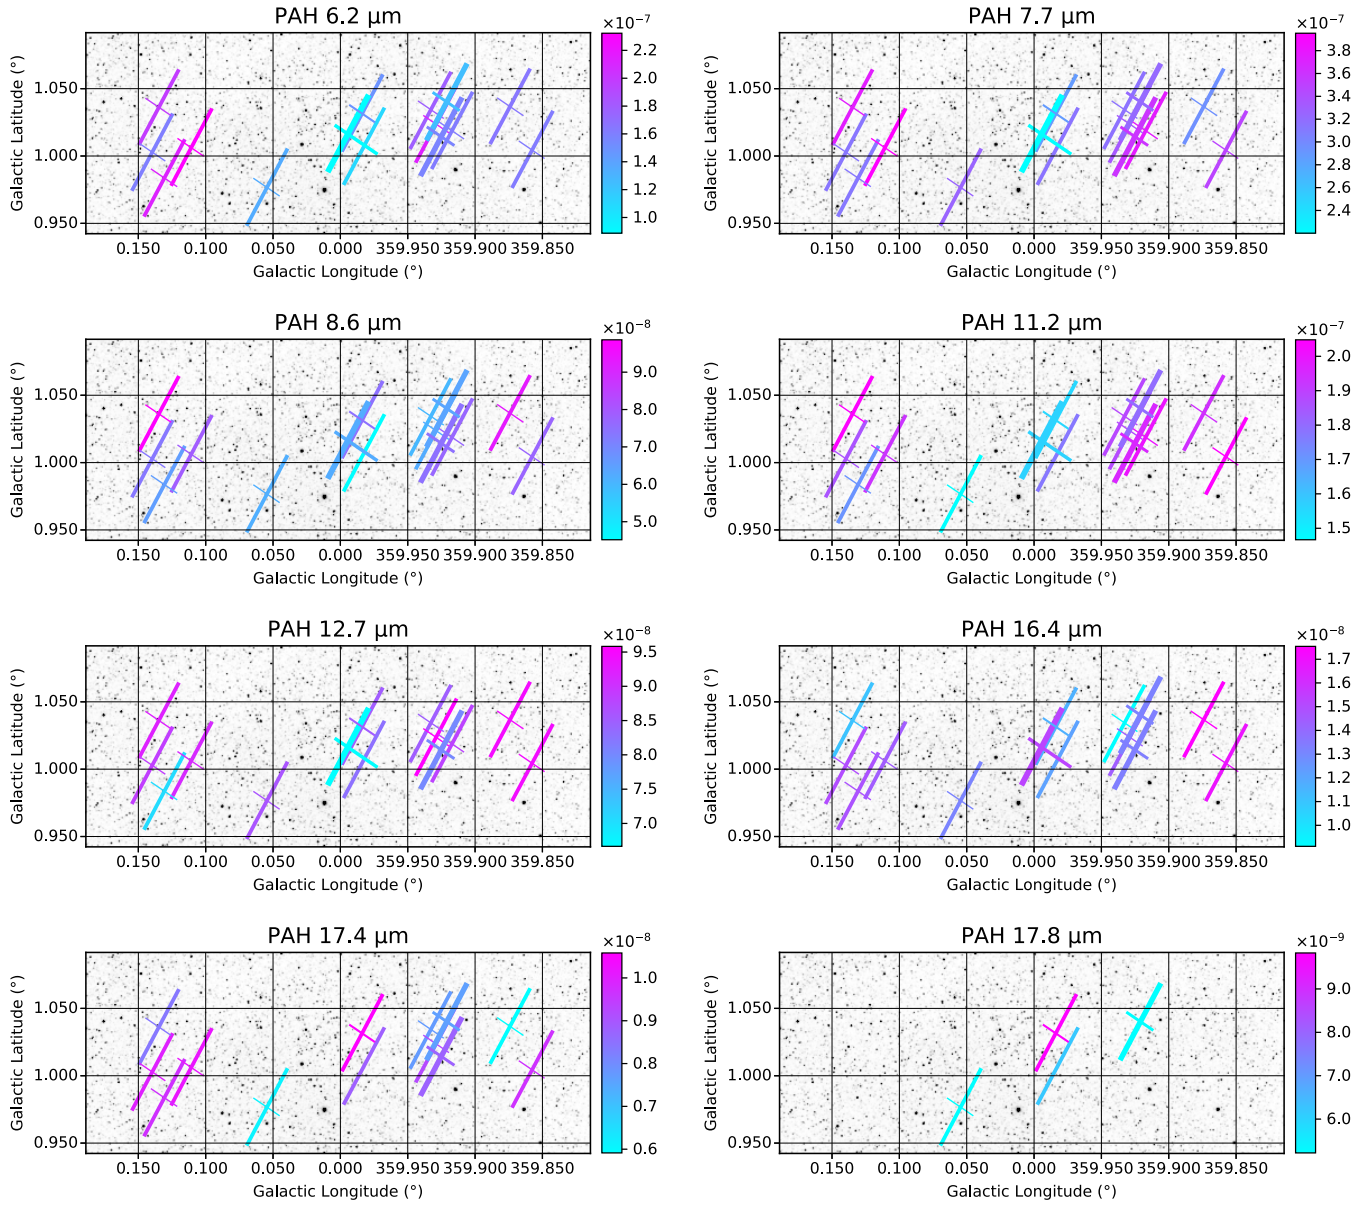 PAH 6.2 μm
×10⁻⁷
Galactic Latitude (°)
1.050
1.000
0.950
0.150 0.100 0.050 0.000 359.950 359.900 359.850
Galactic Longitude (°)
2.2
2.0
1.8
1.6
1.4
1.2
1.0
PAH 7.7 μm
×10⁻⁷
Galactic Latitude (°)
1.050
1.000
0.950
0.150 0.100 0.050 0.000 359.950 359.900 359.850
Galactic Longitude (°)
3.8
3.6
3.4
3.2
3.0
2.8
2.6
2.4
PAH 8.6 μm
×10⁻⁸
Galactic Latitude (°)
1.050
1.000
0.950
0.150 0.100 0.050 0.000 359.950 359.900 359.850
Galactic Longitude (°)
9.0
8.0
7.0
6.0
5.0
PAH 11.2 μm
×10⁻⁷
Galactic Latitude (°)
1.050
1.000
0.950
0.150 0.100 0.050 0.000 359.950 359.900 359.850
Galactic Longitude (°)
2.0
1.9
1.8
1.7
1.6
1.5
PAH 12.7 μm
×10⁻⁸
Galactic Latitude (°)
1.050
1.000
0.950
0.150 0.100 0.050 0.000 359.950 359.900 359.850
Galactic Longitude (°)
9.5
9.0
8.5
8.0
7.5
7.0
PAH 16.4 μm
×10⁻⁸
Galactic Latitude (°)
1.050
1.000
0.950
0.150 0.100 0.050 0.000 359.950 359.900 359.850
Galactic Longitude (°)
1.7
1.6
1.5
1.4
1.3
1.2
1.1
1.0
PAH 17.4 μm
×10⁻⁸
Galactic Latitude (°)
1.050
1.000
0.950
0.150 0.100 0.050 0.000 359.950 359.900 359.850
Galactic Longitude (°)
1.0
0.9
0.8
0.7
0.6
PAH 17.8 μm
×10⁻⁹
Galactic Latitude (°)
1.050
1.000
0.950
0.150 0.100 0.050 0.000 359.950 359.900 359.850
Galactic Longitude (°)
9.0
8.0
7.0
6.0